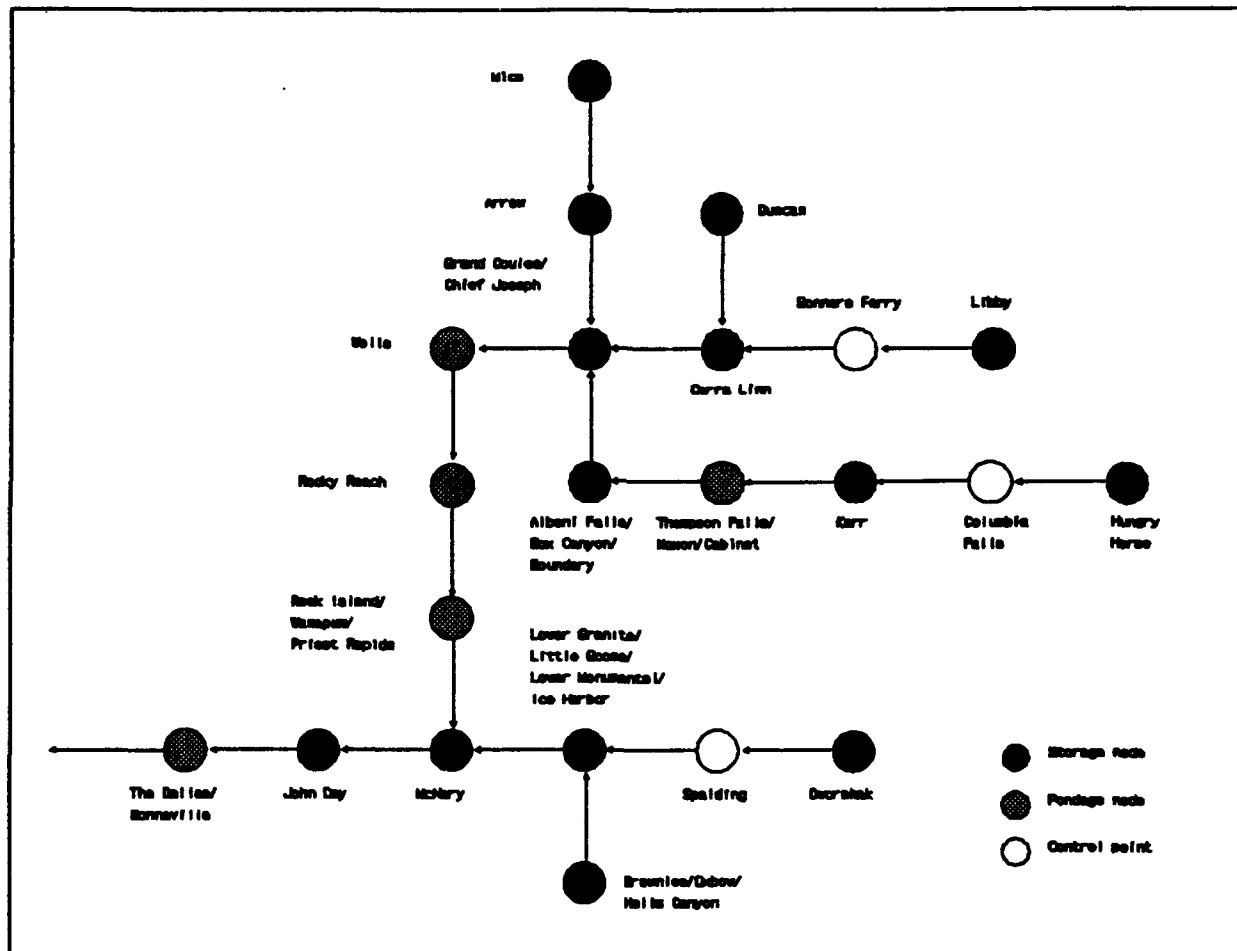 Mica
Arrow
Duncan
Grand Coulee/
Chief Joseph
Bonners Ferry
Libby
Wells
Corra Linn
Rocky Reach
Albeni Falls/
Box Canyon/
Boundary
Thompson Falls/
Noxon/Cabinet
Kerr
Columbia
Falls
Hungry
Horse
Rock Island/
Wanapum/
Priest Rapids
Lower Granite/
Little Goose/
Lower Monumental/
Ice Harbor
The Dalles/
Bonneville
John Day
McNary
Spalding
Dworshak
Storage node
Pondage node
Control point
Brownlee/Oxbow/
Hells Canyon